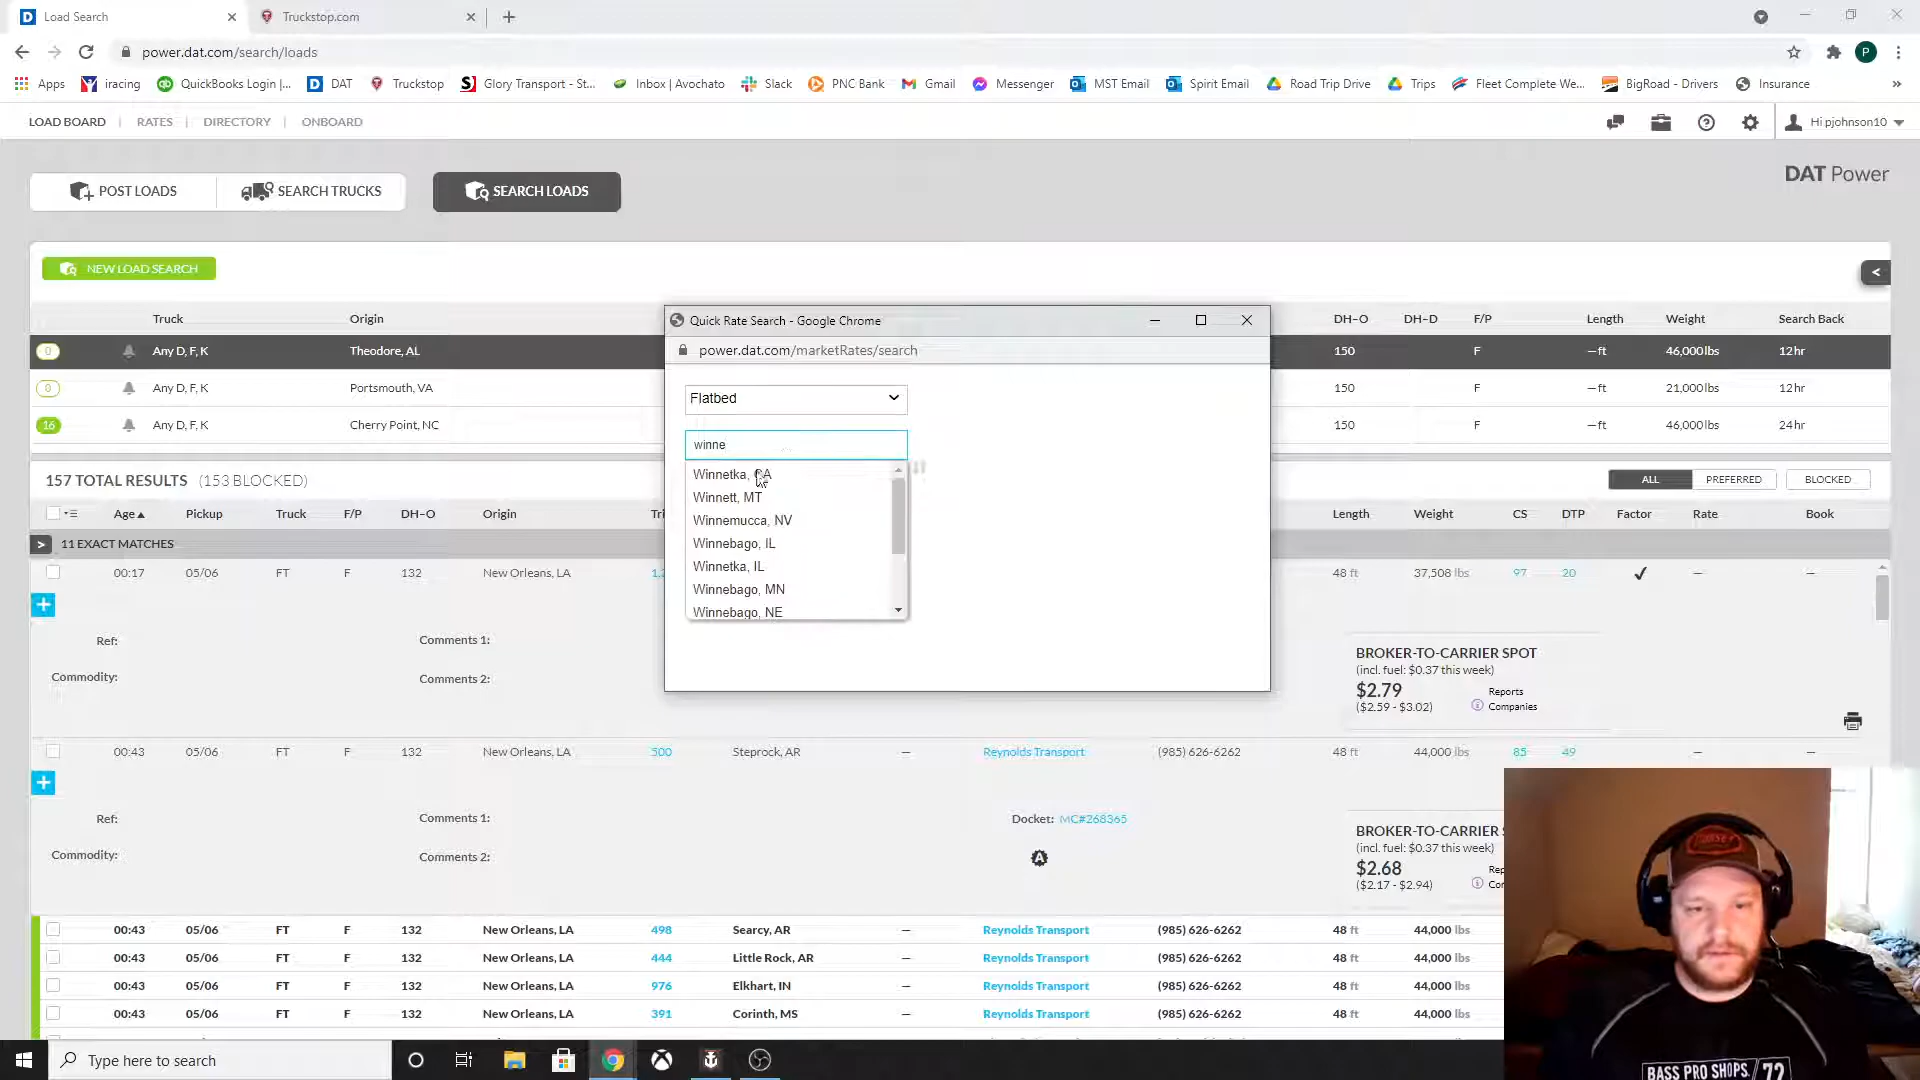 Load Search
Truckstop.com
power.dat.com/search/loads
P
Apps
iracing
QuickBooks Login |...
DAT
Truckstop
Glory Transport - St...
Inbox | Avochato
Slack
PNC Bank
Gmail
Messenger
MST Email
Spirit Email
Road Trip Drive
Trips
Fleet Complete We...
BigRoad - Drivers
Insurance
LOAD BOARD
RATES
DIRECTORY
ONBOARD
Hi pjohnson10
POST LOADS
SEARCH TRUCKS
SEARCH LOADS
DAT Power
NEW LOAD SEARCH
Truck Origin DH–O DH–D F/P Length Weight Search Back
0 Any D, F, K Theodore, AL 150 F —ft 46,000lbs 12hr
0 Any D, F, K Portsmouth, VA 150 F —ft 21,000lbs 12hr
16 Any D, F, K Cherry Point, NC 150 F —ft 46,000lbs 24hr
Quick Rate Search - Google Chrome
power.dat.com/marketRates/search
Flatbed
winne
Winnetka, CA
Winnett, MT
Winnemucca, NV
Winnebago, IL
Winnetka, IL
Winnebago, MN
Winnebago, NE
157 TOTAL RESULTS (153 BLOCKED)
ALL PREFERRED BLOCKED
Age Pickup Truck F/P DH–O Origin Tri Length Weight CS DTP Factor Rate Book
11 EXACT MATCHES
00:17 05/06 FT F 132 New Orleans, LA 1,2 48 ft 37,508 lbs 97 20 — —
Ref:
Comments 1:
Commodity:
Comments 2:
BROKER-TO-CARRIER SPOT
(incl. fuel: $0.37 this week)
$2.79
($2.59 - $3.02)
Reports
Companies
00:43 05/06 FT F 132 New Orleans, LA 500 Steprock, AR — Reynolds Transport (985) 626-6262 48 ft 44,000 lbs 85 49 — —
Ref:
Comments 1:
Docket: MC#268365
Commodity:
Comments 2:
A
BROKER-TO-CARRIER
(incl. fuel: $0.37 this week)
$2.68
($2.17 - $2.94)
Rep
Cor
00:43 05/06 FT F 132 New Orleans, LA 498 Searcy, AR — Reynolds Transport (985) 626-6262 48 ft 44,000 lbs
00:43 05/06 FT F 132 New Orleans, LA 444 Little Rock, AR — Reynolds Transport (985) 626-6262 48 ft 44,000 lbs
00:43 05/06 FT F 132 New Orleans, LA 976 Elkhart, IN — Reynolds Transport (985) 626-6262 48 ft 44,000 lbs
00:43 05/06 FT F 132 New Orleans, LA 391 Corinth, MS — Reynolds Transport (985) 626-6262 48 ft 44,000 lbs
BASS PRO SHOPS. / 72
Type here to search